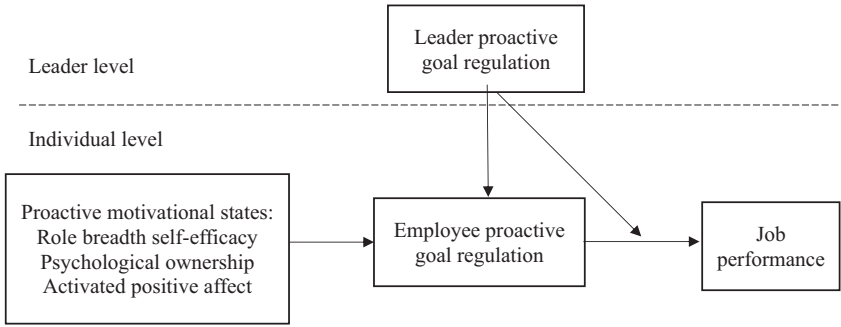 Leader proactive
goal regulation
Leader level
Individual level
Proactive motivational states:
Role breadth self-efficacy
Psychological ownership
Activated positive affect
Employee proactive
goal regulation
Job
performance